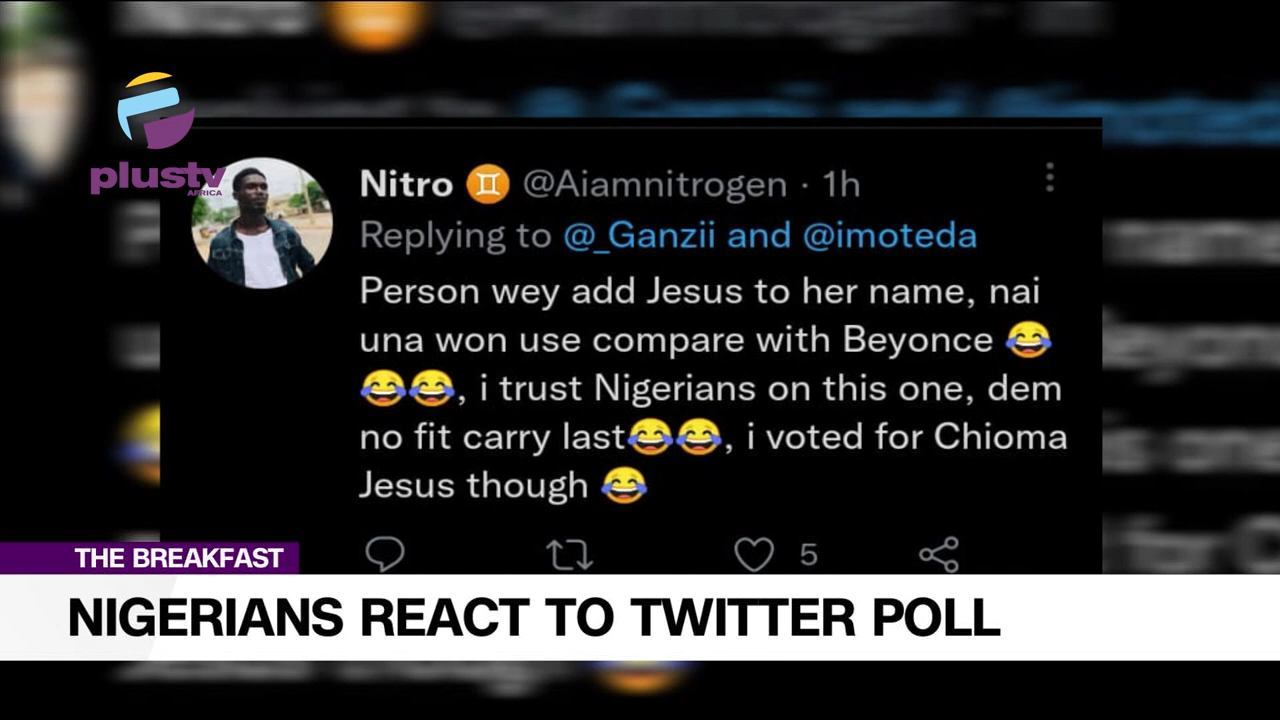 plustv
AFRICA
Nitro ♊ @Aiamnitrogen · 1h
Replying to @_Ganzii and @imoteda
Person wey add Jesus to her name, nai
una won use compare with Beyonce 😂
😂😂, i trust Nigerians on this one, dem
no fit carry last😂😂, i voted for Chioma
Jesus though 😂
5
THE BREAKFAST
NIGERIANS REACT TO TWITTER POLL